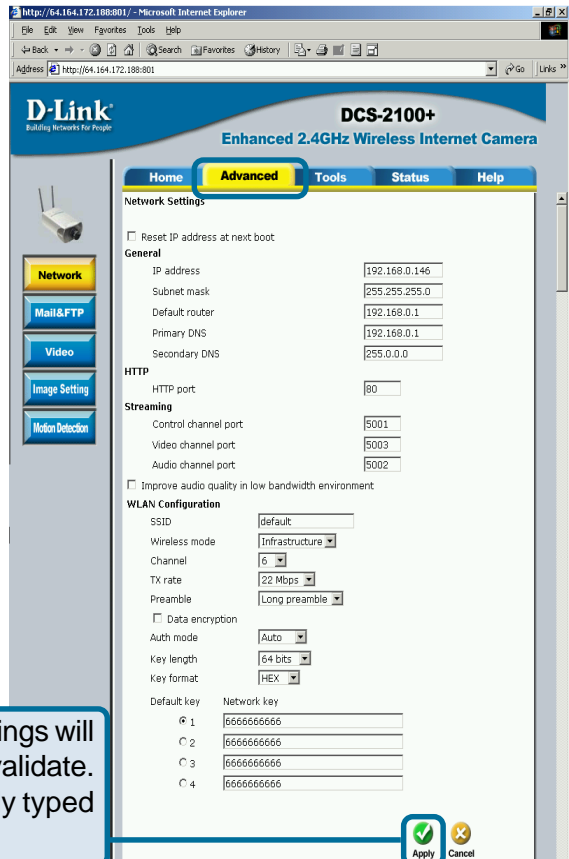 http://64.164.172.188:801/ - Microsoft Internet Explorer
File Edit View Favorites Tools Help
Back Search Favorites History
Address http://64.164.172.188:801 Go Links »
D-Link
Building Networks for People
DCS-2100+
Enhanced 2.4GHz Wireless Internet Camera
Home Advanced Tools Status Help
Network
Mail&FTP
Video
Image Setting
Motion Detection
Network Settings
Reset IP address at next boot
General
IP address 192.168.0.146
Subnet mask 255.255.255.0
Default router 192.168.0.1
Primary DNS 192.168.0.1
Secondary DNS 255.0.0.0
HTTP
HTTP port 80
Streaming
Control channel port 5001
Video channel port 5003
Audio channel port 5002
Improve audio quality in low bandwidth environment
WLAN Configuration
SSID default
Wireless mode Infrastructure
Channel 6
TX rate 22 Mbps
Preamble Long preamble
Data encryption
Auth mode Auto
Key length 64 bits
Key format HEX
Default key Network key
1 6666666666
2 6666666666
3 6666666666
4 6666666666
ings will
validate.
y typed
Apply Cancel